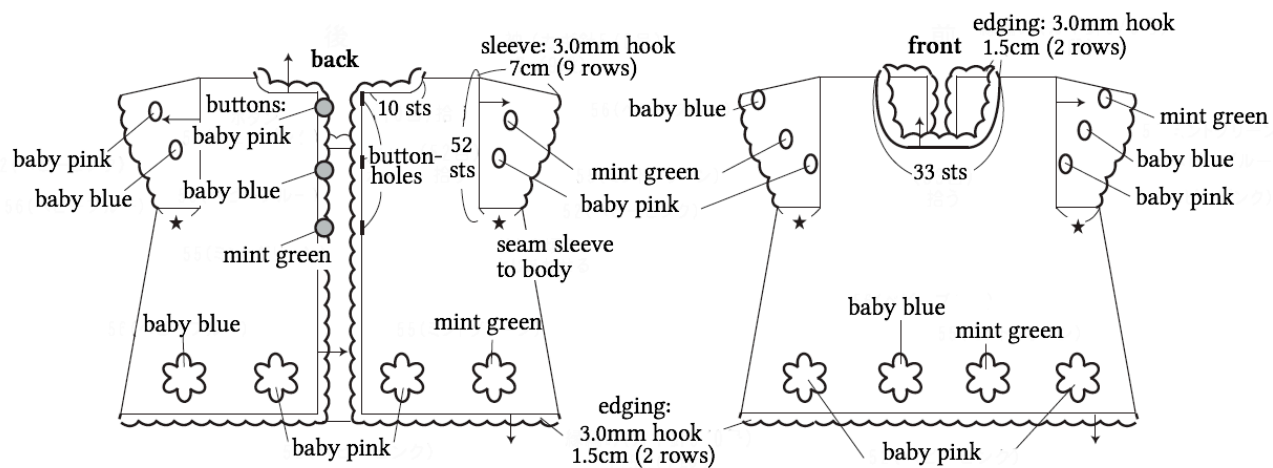 back
sleeve: 3.0mm hook
7cm (9 rows)
buttons:
baby pink
10 sts
baby pink
baby blue
baby blue
button-
holes
52
sts
mint green
baby pink
mint green
★
★
seam sleeve
to body
baby blue
mint green
baby pink
edging:
3.0mm hook
1.5cm (2 rows)
front
edging: 3.0mm hook
1.5cm (2 rows)
baby blue
mint green
baby blue
33 sts
baby pink
★
★
baby blue
mint green
baby pink